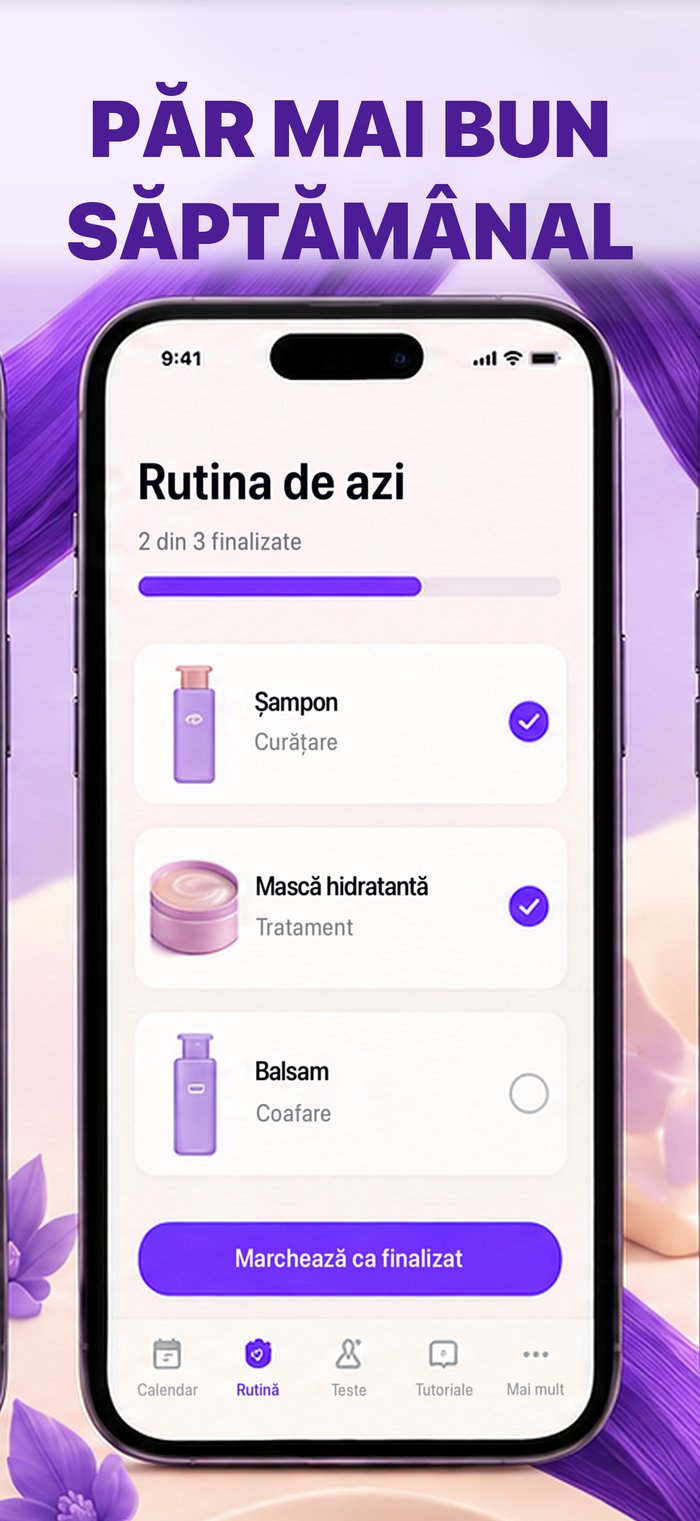 PĂR MAI BUN
SĂPTĂMÂNAL
9:41
Rutina de azi
2 din 3 finalizate
Șampon
Curățare
Mască hidratantă
Tratament
Balsam
Coafare
Marchează ca finalizat
Calendar
Rutină
Teste
Tutoriale
Mai mult